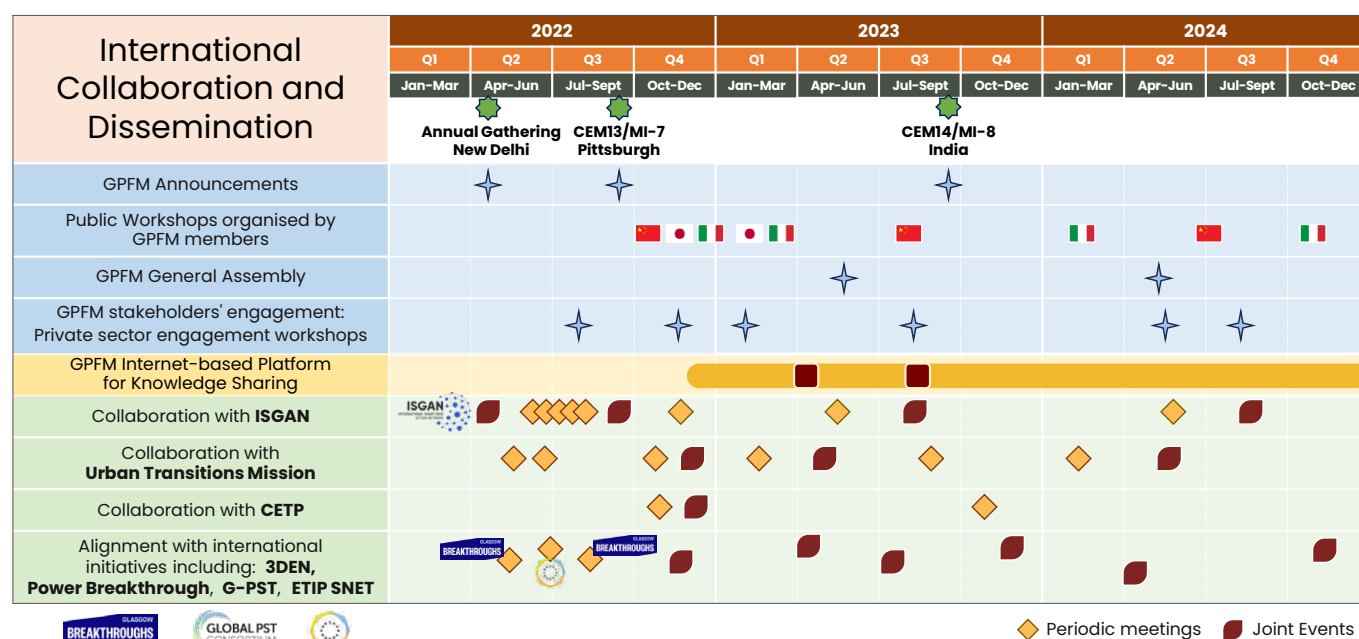 International
Collaboration and
Dissemination
2022 2023 2024
Q1 Q2 Q3 Q4 Q1 Q2 Q3 Q4 Q1 Q2 Q3 Q4
Jan-Mar Apr-Jun Jul-Sept Oct-Dec Jan-Mar Apr-Jun Jul-Sept Oct-Dec Jan-Mar Apr-Jun Jul-Sept Oct-Dec
Annual Gathering
New Delhi
CEM13/MI-7
Pittsburgh
CEM14/MI-8
India
GPFM Announcements
Public Workshops organised by
GPFM members
GPFM General Assembly
GPFM stakeholders' engagement:
Private sector engagement workshops
GPFM Internet-based Platform
for Knowledge Sharing
Collaboration with ISGAN
ISGAN
Collaboration with
Urban Transitions Mission
Collaboration with CETP
Alignment with international
initiatives including: 3DEN,
Power Breakthrough, G-PST, ETIP SNET
GLASGOW
BREAKTHROUGHS
GLASGOW
BREAKTHROUGHS
GLASGOW
BREAKTHROUGHS
GLOBAL PST
CONSORTIUM
Periodic meetings
Joint Events